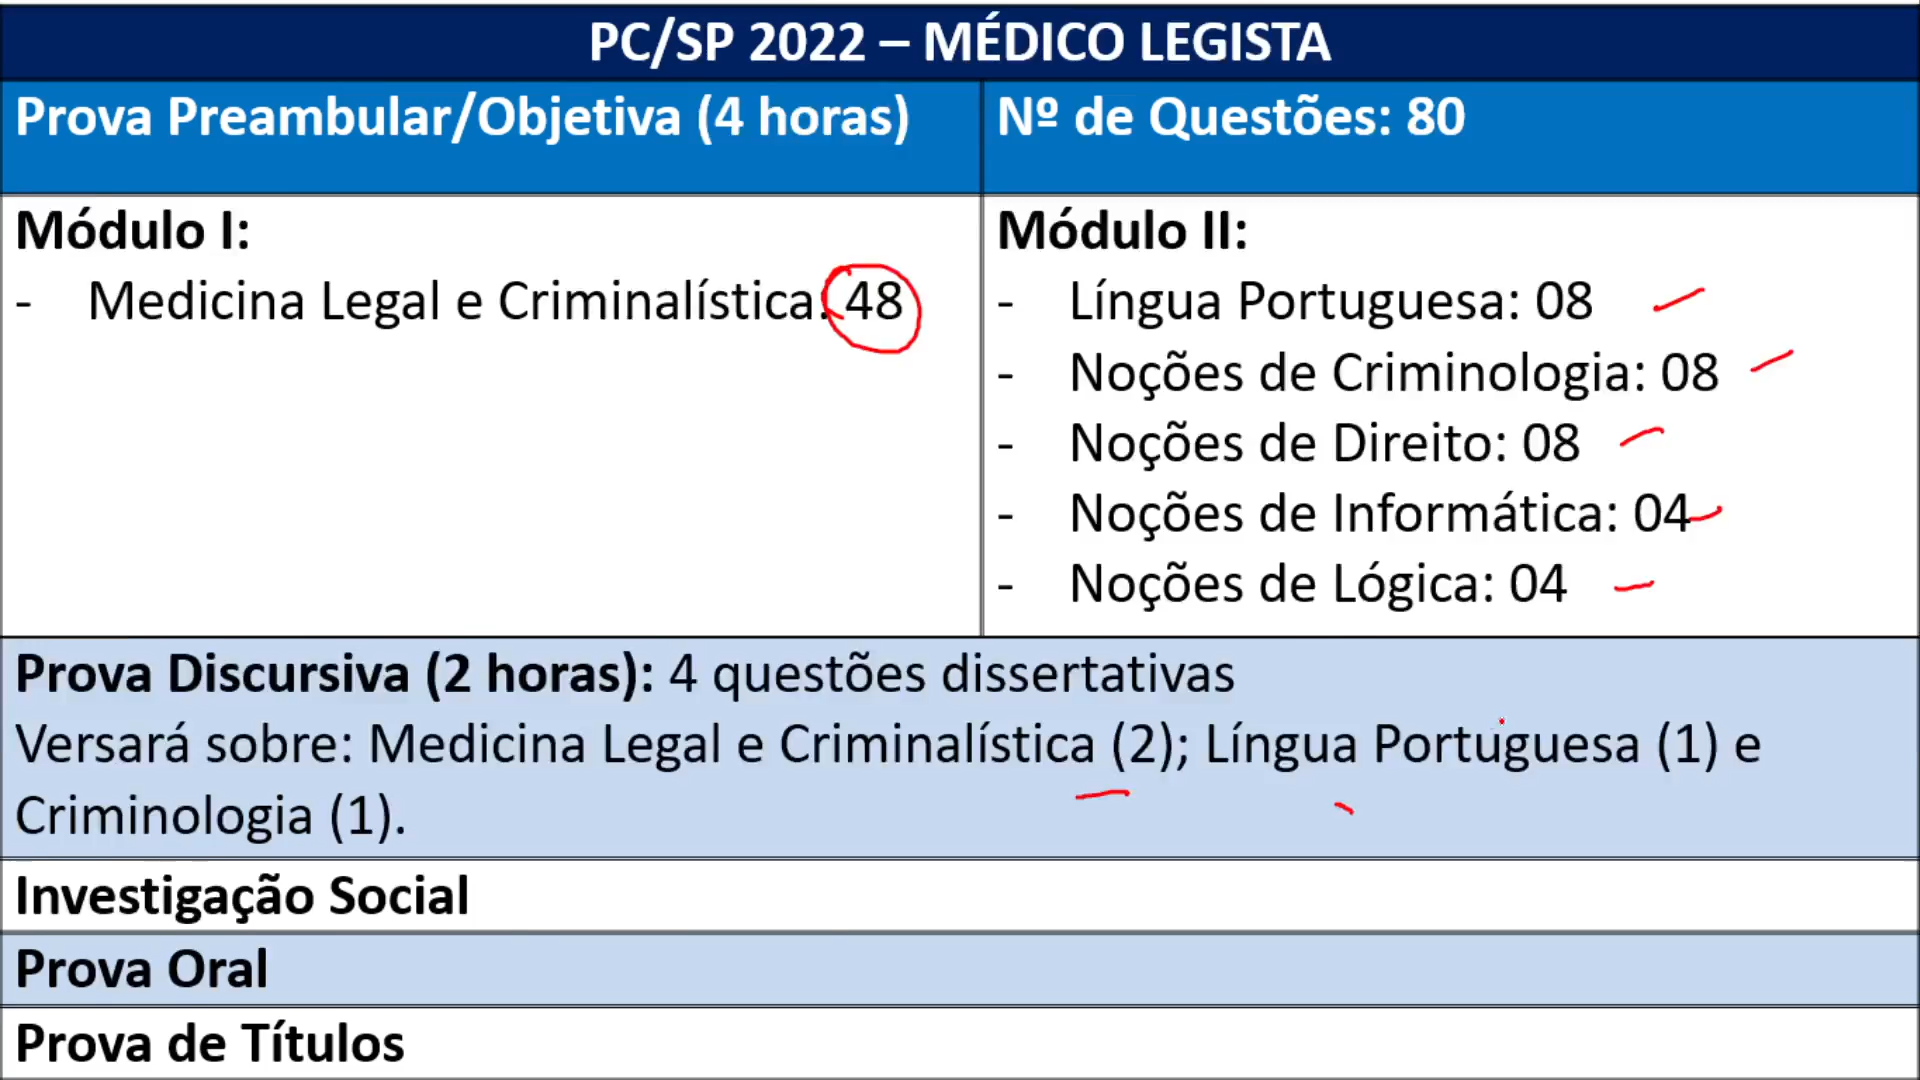 PC/SP 2022 – MÉDICO LEGISTA
Prova Preambular/Objetiva (4 horas)
Nº de Questões: 80
Módulo I:
- Medicina Legal e Criminalística: 48
Módulo II:
- Língua Portuguesa: 08
- Noções de Criminologia: 08
- Noções de Direito: 08
- Noções de Informática: 04
- Noções de Lógica: 04
Prova Discursiva (2 horas): 4 questões dissertativas
Versará sobre: Medicina Legal e Criminalística (2); Língua Portuguesa (1) e
Criminologia (1).
Investigação Social
Prova Oral
Prova de Títulos